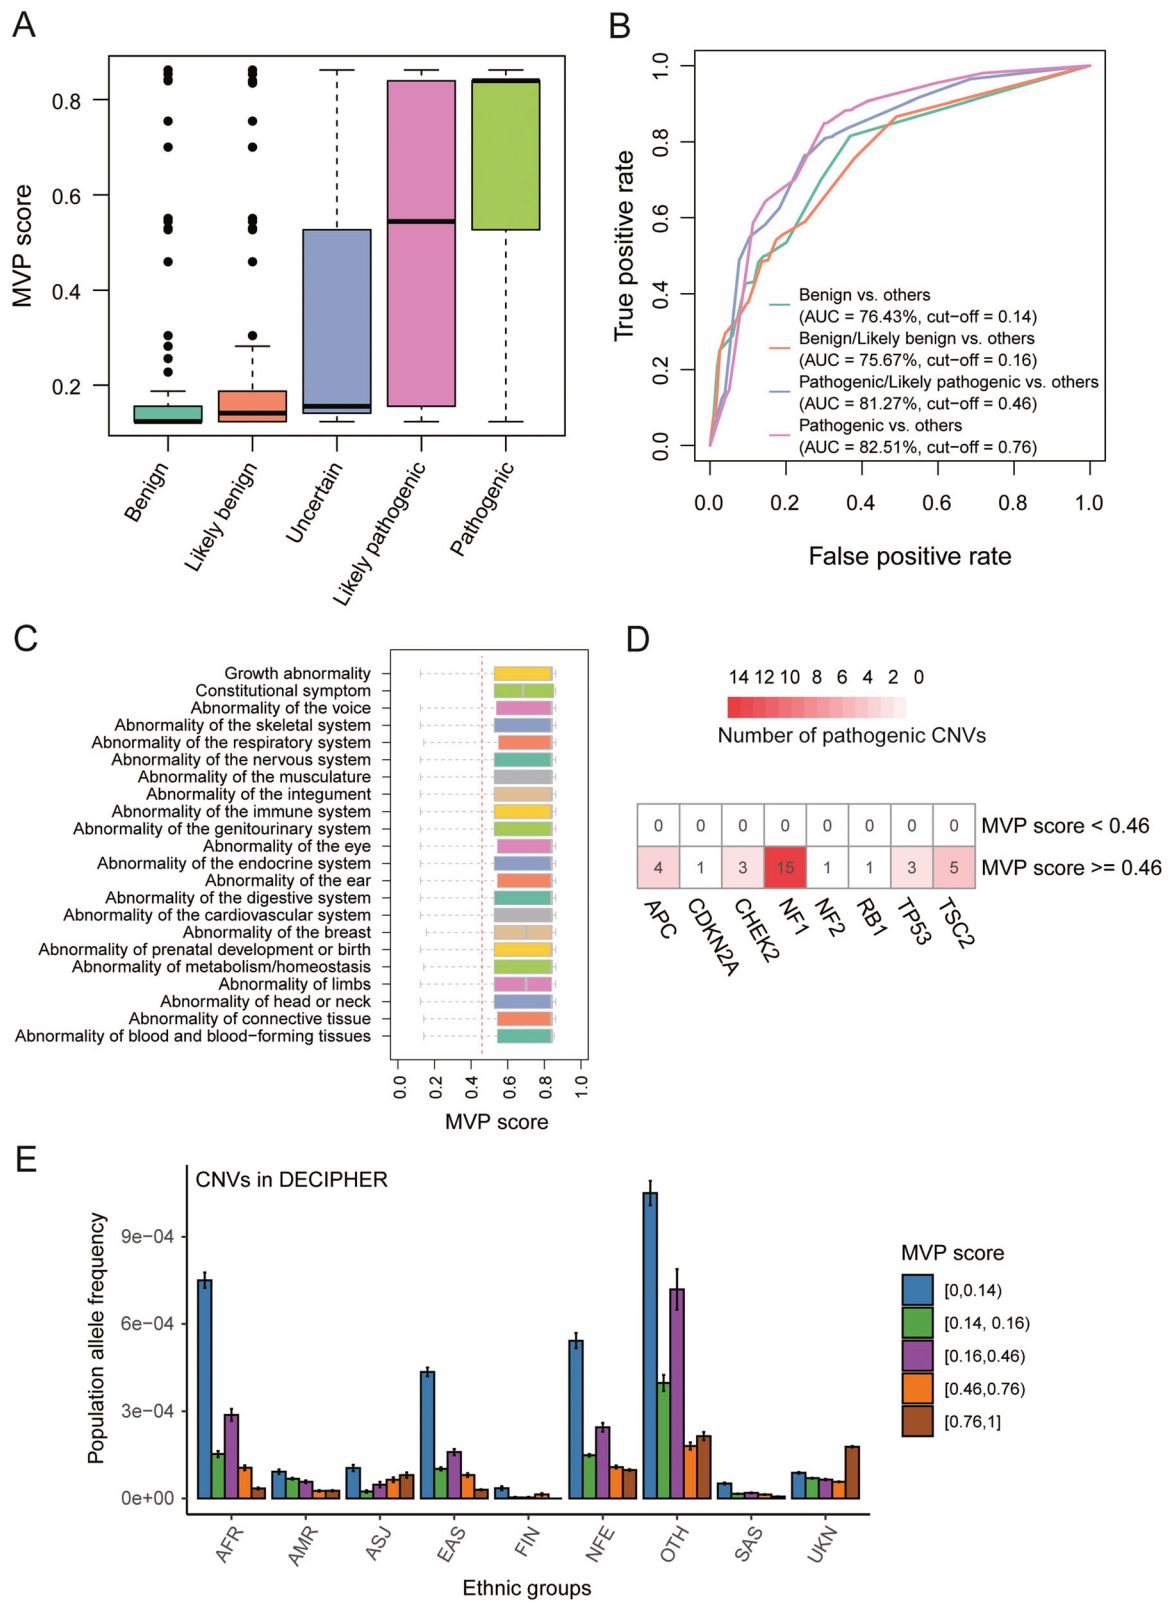 A
MVP score
0.8
0.6
0.4
0.2
Benign
Likely benign
Uncertain
Likely pathogenic
Pathogenic
B
True positive rate
1.0
0.8
0.6
0.4
0.2
0.0
Benign vs. others
(AUC = 76.43%, cut−off = 0.14)
Benign/Likely benign vs. others
(AUC = 75.67%, cut−off = 0.16)
Pathogenic/Likely pathogenic vs. others
(AUC = 81.27%, cut−off = 0.46)
Pathogenic vs. others
(AUC = 82.51%, cut−off = 0.76)
0.0 0.2 0.4 0.6 0.8 1.0
False positive rate
C
Growth abnormality
Constitutional symptom
Abnormality of the voice
Abnormality of the skeletal system
Abnormality of the respiratory system
Abnormality of the nervous system
Abnormality of the musculature
Abnormality of the integument
Abnormality of the immune system
Abnormality of the genitourinary system
Abnormality of the eye
Abnormality of the endocrine system
Abnormality of the ear
Abnormality of the digestive system
Abnormality of the cardiovascular system
Abnormality of the breast
Abnormality of prenatal development or birth
Abnormality of metabolism/homeostasis
Abnormality of limbs
Abnormality of head or neck
Abnormality of connective tissue
Abnormality of blood and blood−forming tissues
0.0 0.2 0.4 0.6 0.8 1.0
MVP score
D
14 12 10 8 6 4 2 0
Number of pathogenic CNVs
0 0 0 0 0 0 0 0 MVP score < 0.46
4 1 3 15 1 1 3 5 MVP score >= 0.46
APC
CDKN2A
CHEK2
NF1
NF2
RB1
TP53
TSC2
E
CNVs in DECIPHER
Population allele frequency
9e−04
6e−04
3e−04
0e+00
AFR
AMR
ASJ
EAS
FIN
NFE
OTH
SAS
UKN
Ethnic groups
MVP score
[0,0.14)
[0.14, 0.16)
[0.16,0.46)
[0.46,0.76)
[0.76,1]